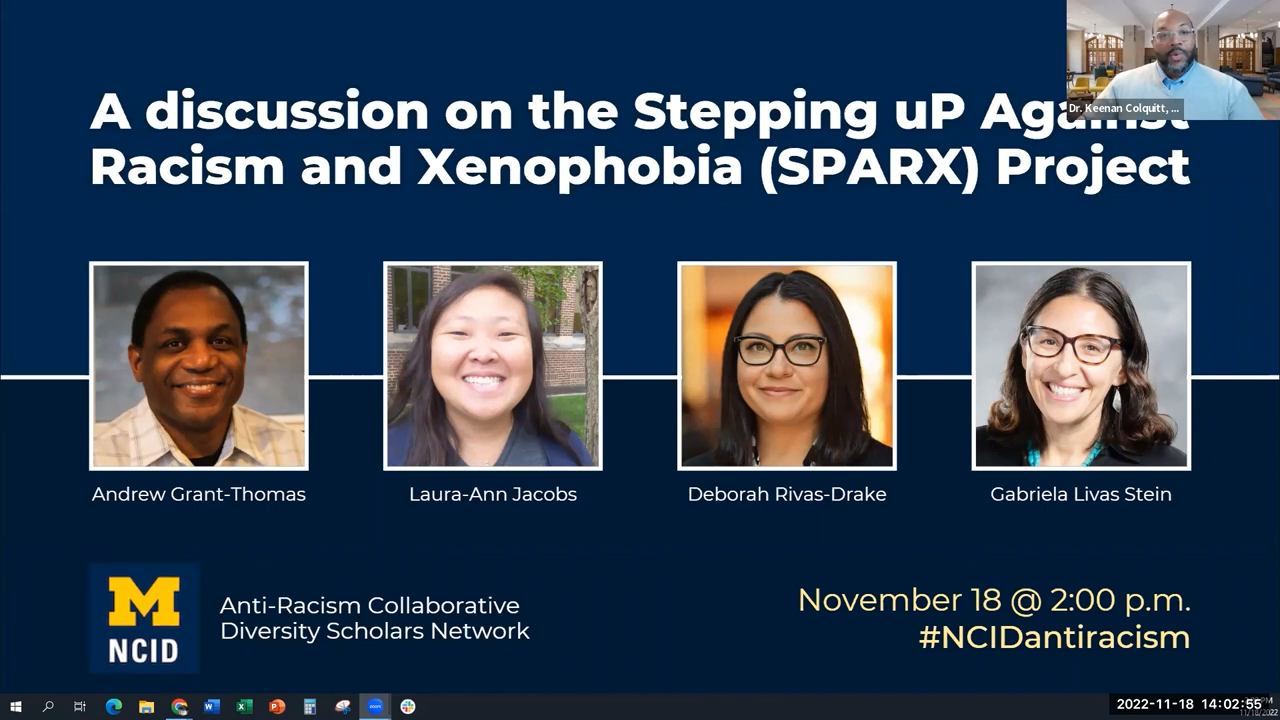 Dr. Keenan Colquitt, ...
A discussion on the Stepping uP Against
Racism and Xenophobia (SPARX) Project
Andrew Grant-Thomas
Laura-Ann Jacobs
Deborah Rivas-Drake
Gabriela Livas Stein
M
NCID
Anti-Racism Collaborative
Diversity Scholars Network
November 18 @ 2:00 p.m.
#NCIDantiracism
zoom
2022-11-18 14:02:55